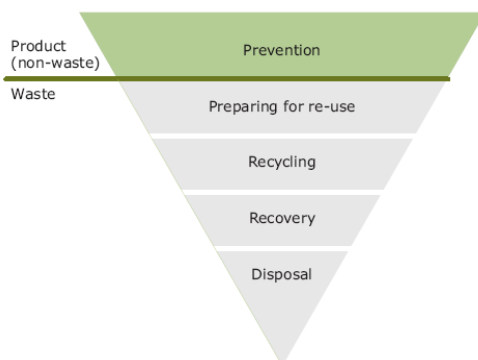 Product
(non-waste)
Prevention
Waste
Preparing for re-use
Recycling
Recovery
Disposal